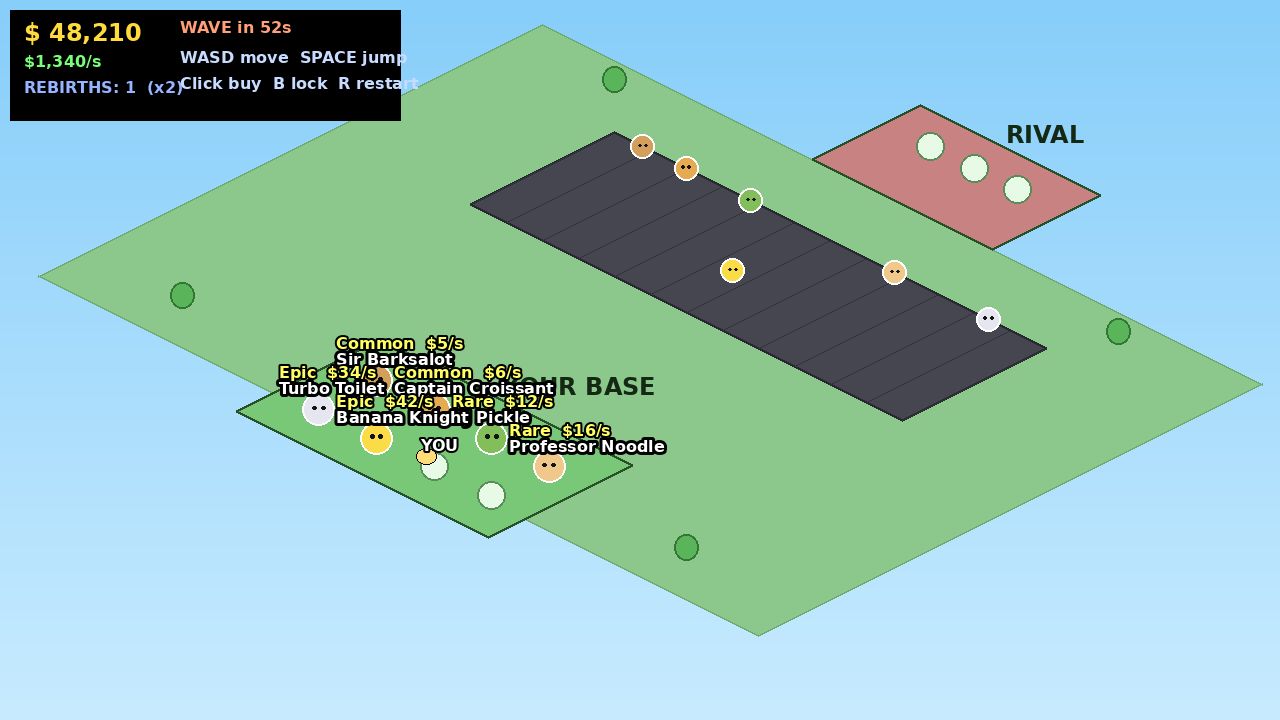 $ 48,210
WAVE in 52s
$1,340/s
WASD move SPACE jump
REBIRTHS: 1 (x2)
Click buy B lock R restart
RIVAL
Common $5/s
Sir Barksalot
Epic $34/s
Common $6/s
Turbo Toilet
Captain Croissant
UR BASE
Epic $42/s
Rare $12/s
Banana Knight
Pickle
Rare $16/s
Professor Noodle
YOU